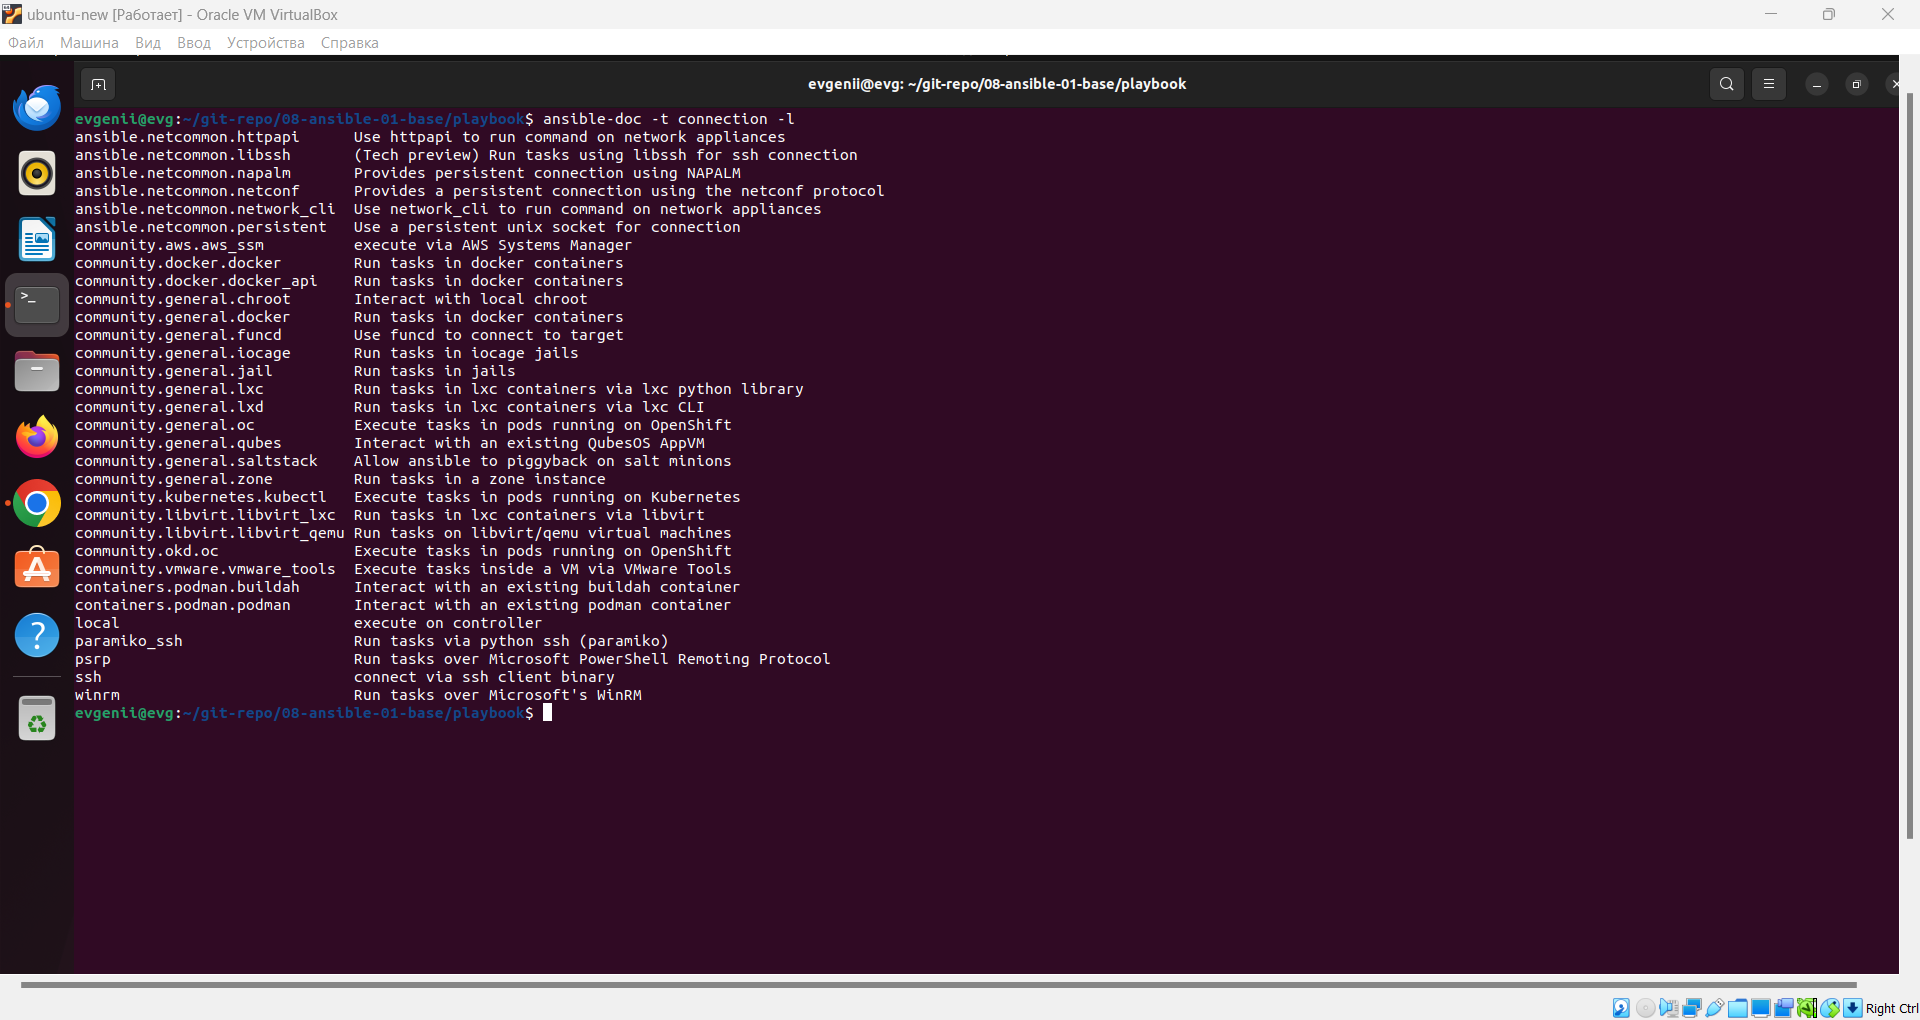 ubuntu-new [Работает] - Oracle VM VirtualBox
Файл Машина Вид Ввод Устройства Справка
evgenii@evg: ~/git-repo/08-ansible-01-base/playbook
evgenii@evg:~/git-repo/08-ansible-01-base/playbook$ ansible-doc -t connection -l
ansible.netcommon.httpapi Use httpapi to run command on network appliances
ansible.netcommon.libssh (Tech preview) Run tasks using libssh for ssh connection
ansible.netcommon.napalm Provides persistent connection using NAPALM
ansible.netcommon.netconf Provides a persistent connection using the netconf protocol
ansible.netcommon.network_cli Use network_cli to run command on network appliances
ansible.netcommon.persistent Use a persistent unix socket for connection
community.aws.aws_ssm execute via AWS Systems Manager
community.docker.docker Run tasks in docker containers
community.docker.docker_api Run tasks in docker containers
community.general.chroot Interact with local chroot
community.general.docker Run tasks in docker containers
community.general.funcd Use funcd to connect to target
community.general.iocage Run tasks in iocage jails
community.general.jail Run tasks in jails
community.general.lxc Run tasks in lxc containers via lxc python library
community.general.lxd Run tasks in lxc containers via lxc CLI
community.general.oc Execute tasks in pods running on OpenShift
community.general.qubes Interact with an existing QubesOS AppVM
community.general.saltstack Allow ansible to piggyback on salt minions
community.general.zone Run tasks in a zone instance
community.kubernetes.kubectl Execute tasks in pods running on Kubernetes
community.libvirt.libvirt_lxc Run tasks in lxc containers via libvirt
community.libvirt.libvirt_qemu Run tasks on libvirt/qemu virtual machines
community.okd.oc Execute tasks in pods running on OpenShift
community.vmware.vmware_tools Execute tasks inside a VM via VMware Tools
containers.podman.buildah Interact with an existing buildah container
containers.podman.podman Interact with an existing podman container
local execute on controller
paramiko_ssh Run tasks via python ssh (paramiko)
psrp Run tasks over Microsoft PowerShell Remoting Protocol
ssh connect via ssh client binary
winrm Run tasks over Microsoft's WinRM
evgenii@evg:~/git-repo/08-ansible-01-base/playbook$
Right Ctrl